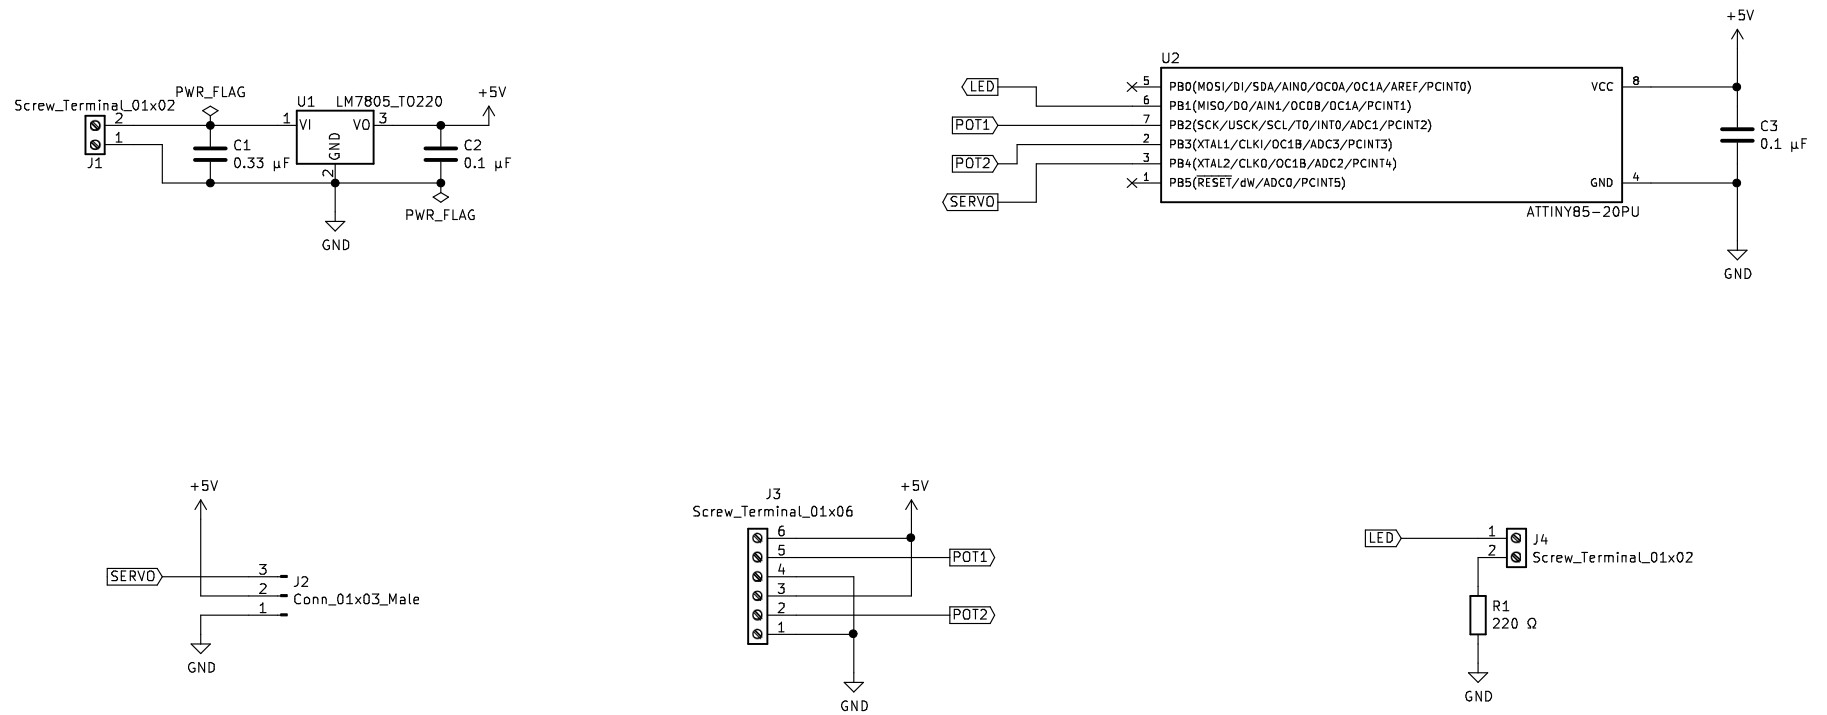 PWR_FLAG
Screw_Terminal_01x02
2
1
J1
C1
0.33 µF
U1 LM7805_TO220
1 VI VO 3
GND
2
+5V
C2
0.1 µF
PWR_FLAG
GND
U2
LED
5 PB0(MOSI/DI/SDA/AIN0/OC0A/OC1A/AREF/PCINT0)
6 PB1(MISO/DO/AIN1/OC0B/OC1A/PCINT1)
POT1
7 PB2(SCK/USCK/SCL/T0/INT0/ADC1/PCINT2)
2 PB3(XTAL1/CLKI/OC1B/ADC3/PCINT3)
POT2
3 PB4(XTAL2/CLKO/OC1B/ADC2/PCINT4)
1 PB5(RESET/dW/ADC0/PCINT5)
SERVO
VCC 8
GND 4
ATTINY85-20PU
+5V
C3
0.1 µF
GND
+5V
SERVO
3
2
1
J2
Conn_01x03_Male
GND
J3
Screw_Terminal_01x06
+5V
6
5
POT1
4
3
2
POT2
1
GND
LED
1
2
J4
Screw_Terminal_01x02
R1
220 Ω
GND